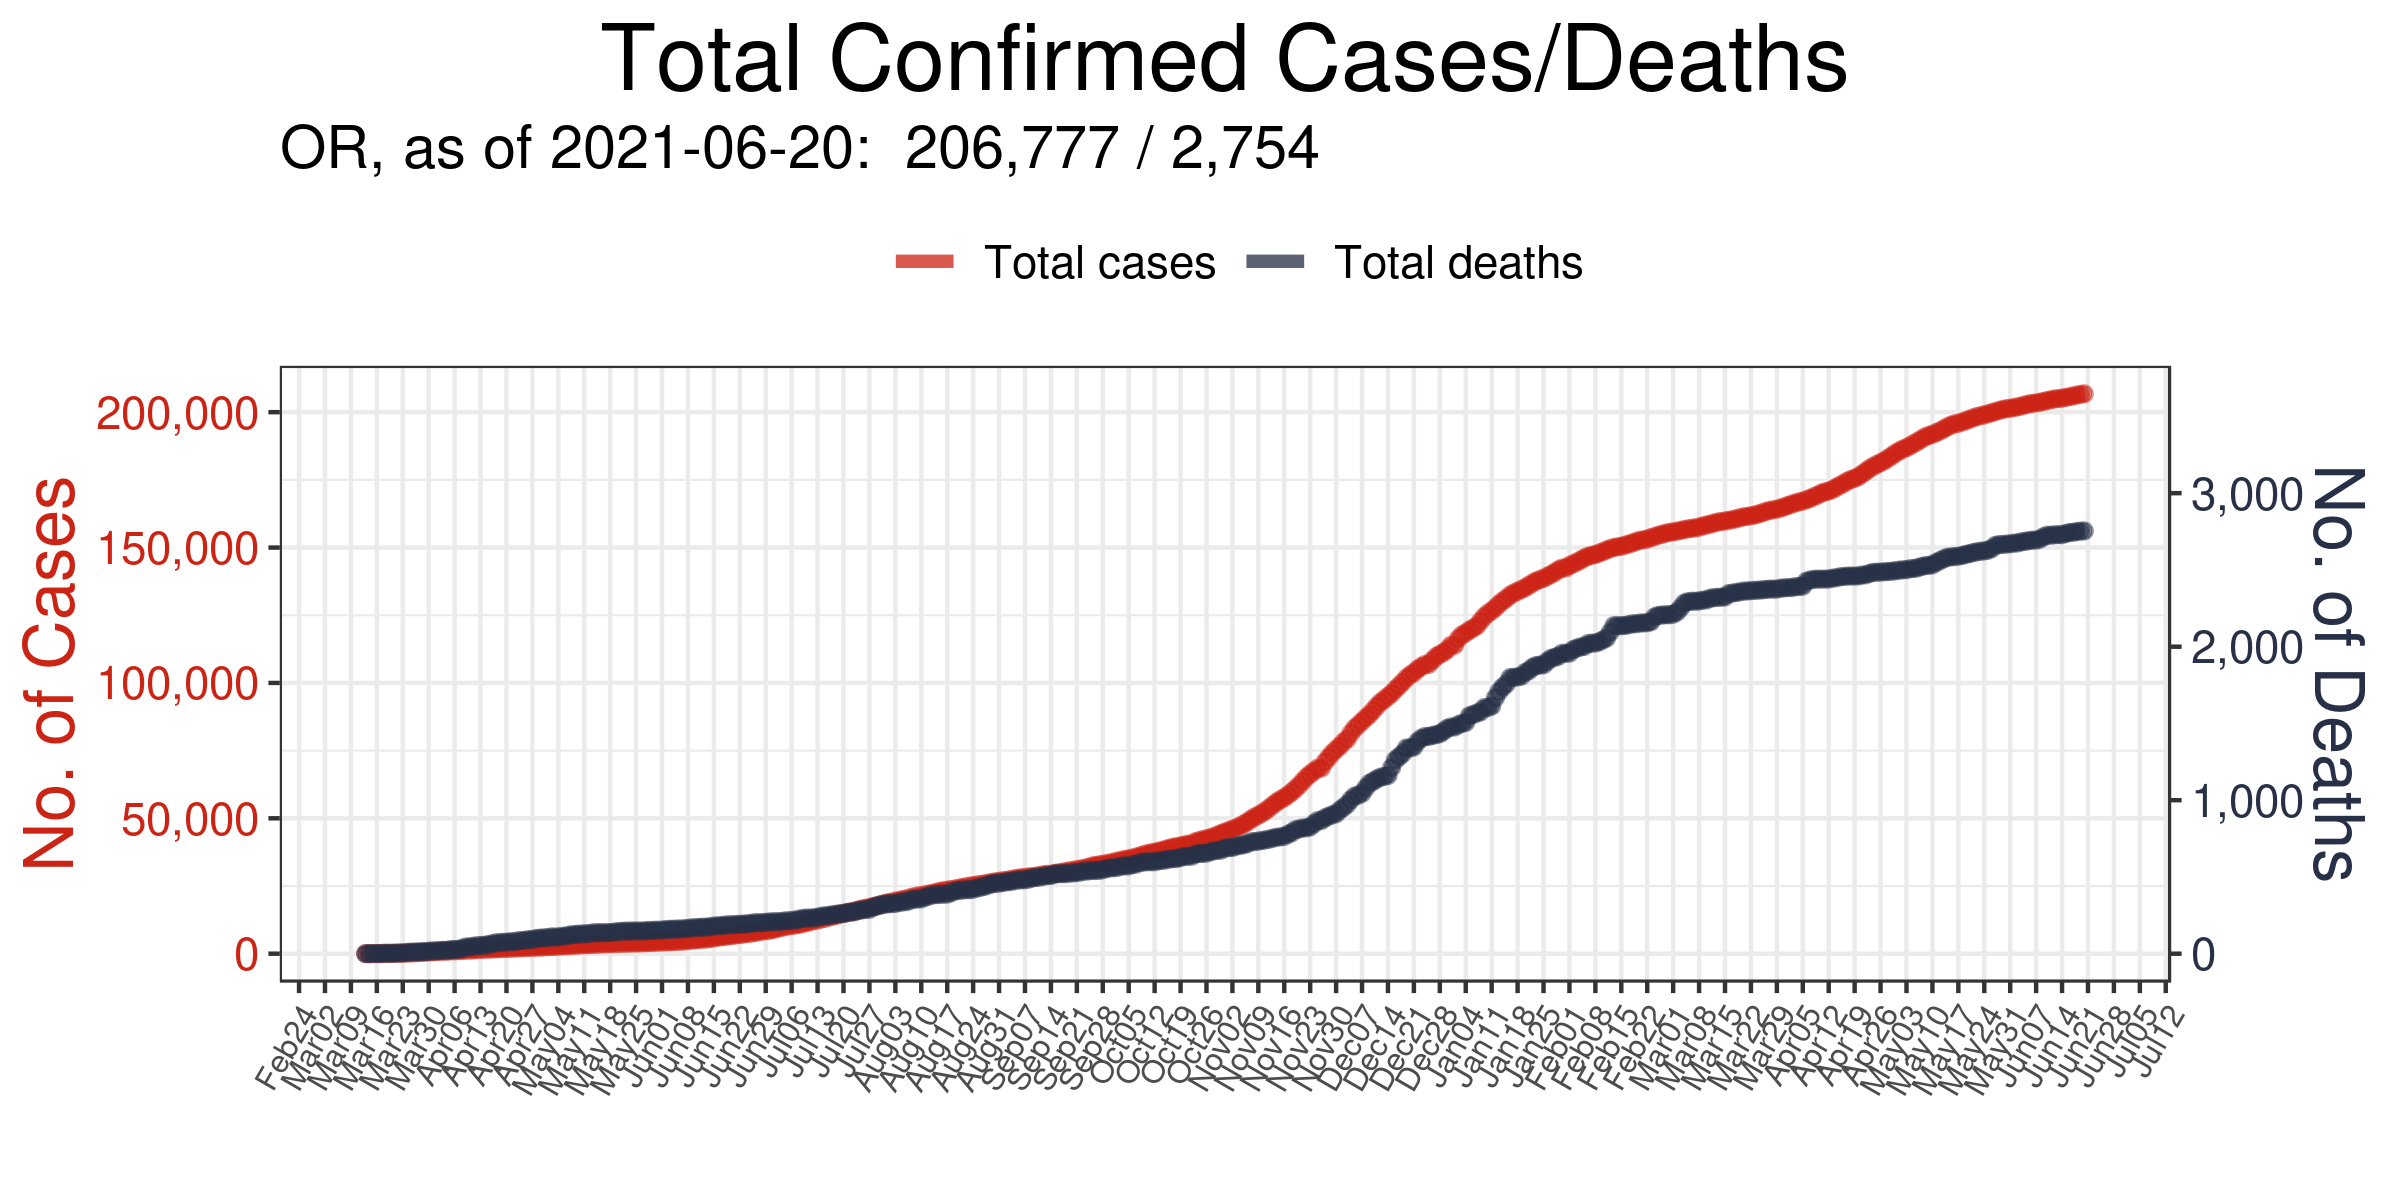 Total Confirmed Cases/Deaths
OR, as of 2021-06-20: 206,777 / 2,754
Total cases
Total deaths
No. of Cases
200,000
150,000
100,000
50,000
0
3,000
2,000
1,000
0
No. of Deaths
Feb24
Mar02
Mar09
Mar16
Mar23
Mar30
Apr06
Apr13
Apr20
Apr27
May04
May11
May18
May25
Jun01
Jun08
Jun15
Jun22
Jun29
Jul06
Jul13
Jul20
Jul27
Aug03
Aug10
Aug17
Aug24
Aug31
Sep07
Sep14
Sep21
Sep28
Oct05
Oct12
Oct19
Oct26
Nov02
Nov09
Nov16
Nov23
Nov30
Dec07
Dec14
Dec21
Dec28
Jan04
Jan11
Jan18
Jan25
Feb01
Feb08
Feb15
Feb22
Mar01
Mar08
Mar15
Mar22
Mar29
Apr05
Apr12
Apr19
Apr26
May03
May10
May17
May24
May31
Jun07
Jun14
Jun21
Jun28
Jul05
Jul12